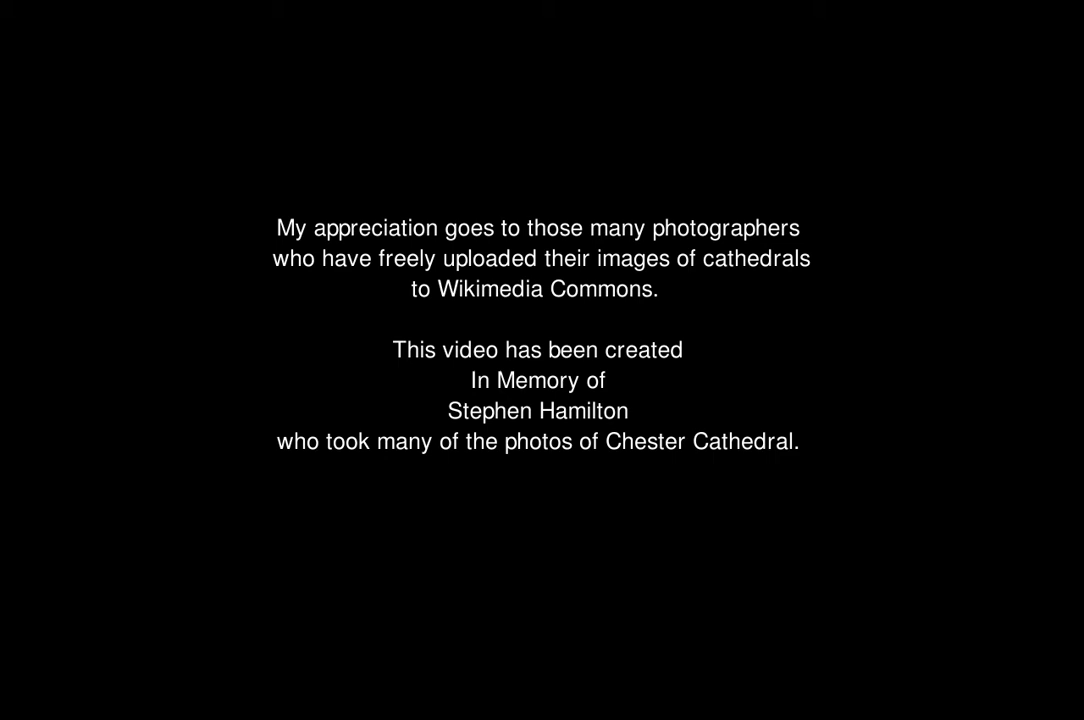 My appreciation goes to those many photographers
who have freely uploaded their images of cathedrals
to Wikimedia Commons.
This video has been created
In Memory of
Stephen Hamilton
who took many of the photos of Chester Cathedral.